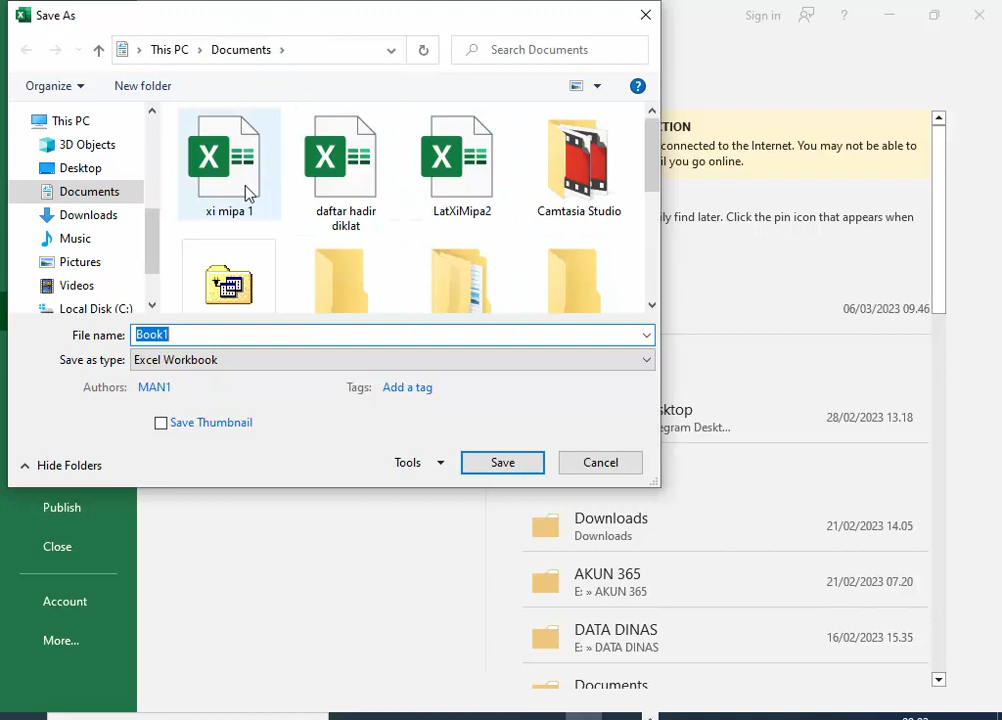 Save As
Sign in
This PC
Documents
Search Documents
Organize
New folder
This PC
3D Objects
Desktop
Documents
Downloads
Music
Pictures
Videos
Local Disk (C:)
xi mipa 1
daftar hadir
diklat
LatXiMipa2
Camtasia Studio
File name:
Book1
Save as type:
Excel Workbook
Authors:
MAN1
Tags:
Add a tag
Save Thumbnail
Hide Folders
Tools
Save
Cancel
connected to the Internet. You may not be able to
il you go online.
ly find later. Click the pin icon that appears when
06/03/2023 09.46
sktop
egram Deskt...
28/02/2023 13.18
Downloads
Downloads
21/02/2023 14.05
AKUN 365
E: » AKUN 365
21/02/2023 07.20
DATA DINAS
E: » DATA DINAS
16/02/2023 15.35
Documents
Publish
Close
Account
More...